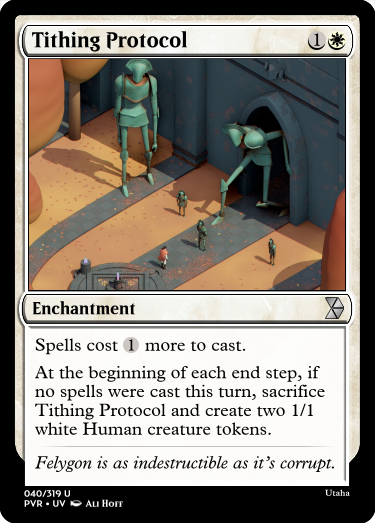 Tithing Protocol 1
Enchantment
Spells cost 1 more to cast.
At the beginning of each end step, if
no spells were cast this turn, sacrifice
Tithing Protocol and create two 1/1
white Human creature tokens.
Felygon is as indestructible as it's corrupt.
040/319 U
PVR • UV Ali Hoff
Utaha